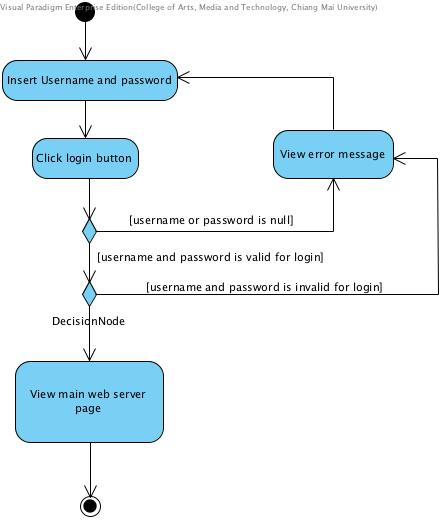 Visual Paradigm Enterprise Edition(College of Arts, Media and Technology, Chiang Mai University)
Insert Username and password
Click login button
View error message
[username or password is null]
[username and password is valid for login]
[username and password is invalid for login]
DecisionNode
View main web server
page